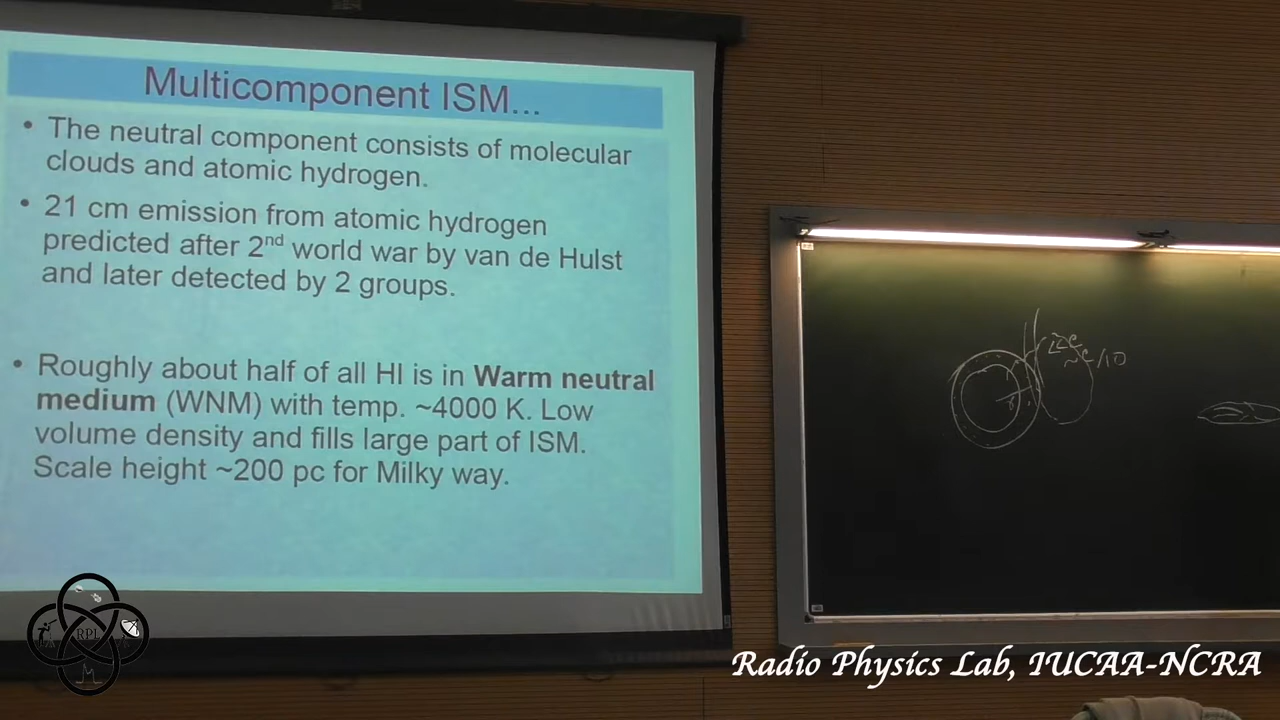 Multicomponent ISM...
• The neutral component consists of molecular
clouds and atomic hydrogen.
• 21 cm emission from atomic hydrogen
predicted after 2nd world war by van de Hulst
and later detected by 2 groups.
• Roughly about half of all HI is in Warm neutral
medium (WNM) with temp. ~4000 K. Low
volume density and fills large part of ISM.
Scale height ~200 pc for Milky way.
RPL
Radio Physics Lab, IUCAA-NCRA